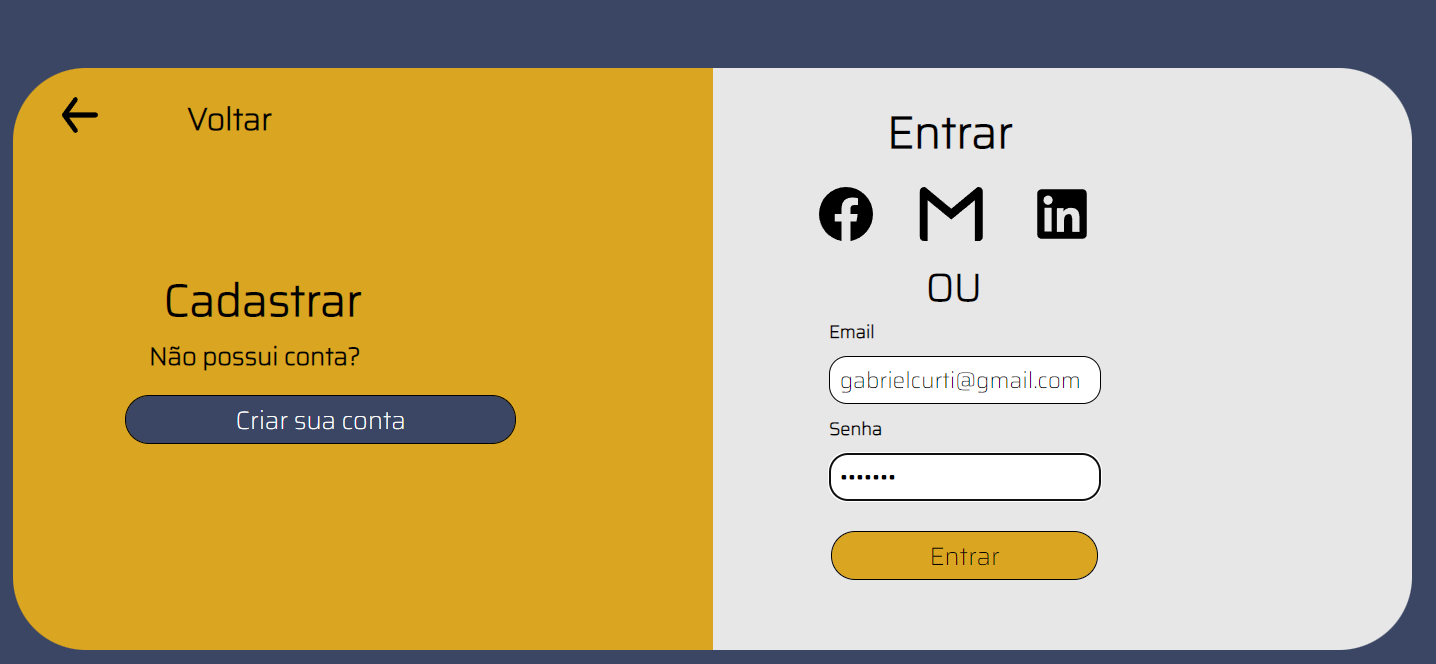 Voltar
Cadastrar
Não possui conta?
Criar sua conta
Entrar
OU
Email
gabrielcurti@gmail.com
Senha
•••••••
Entrar